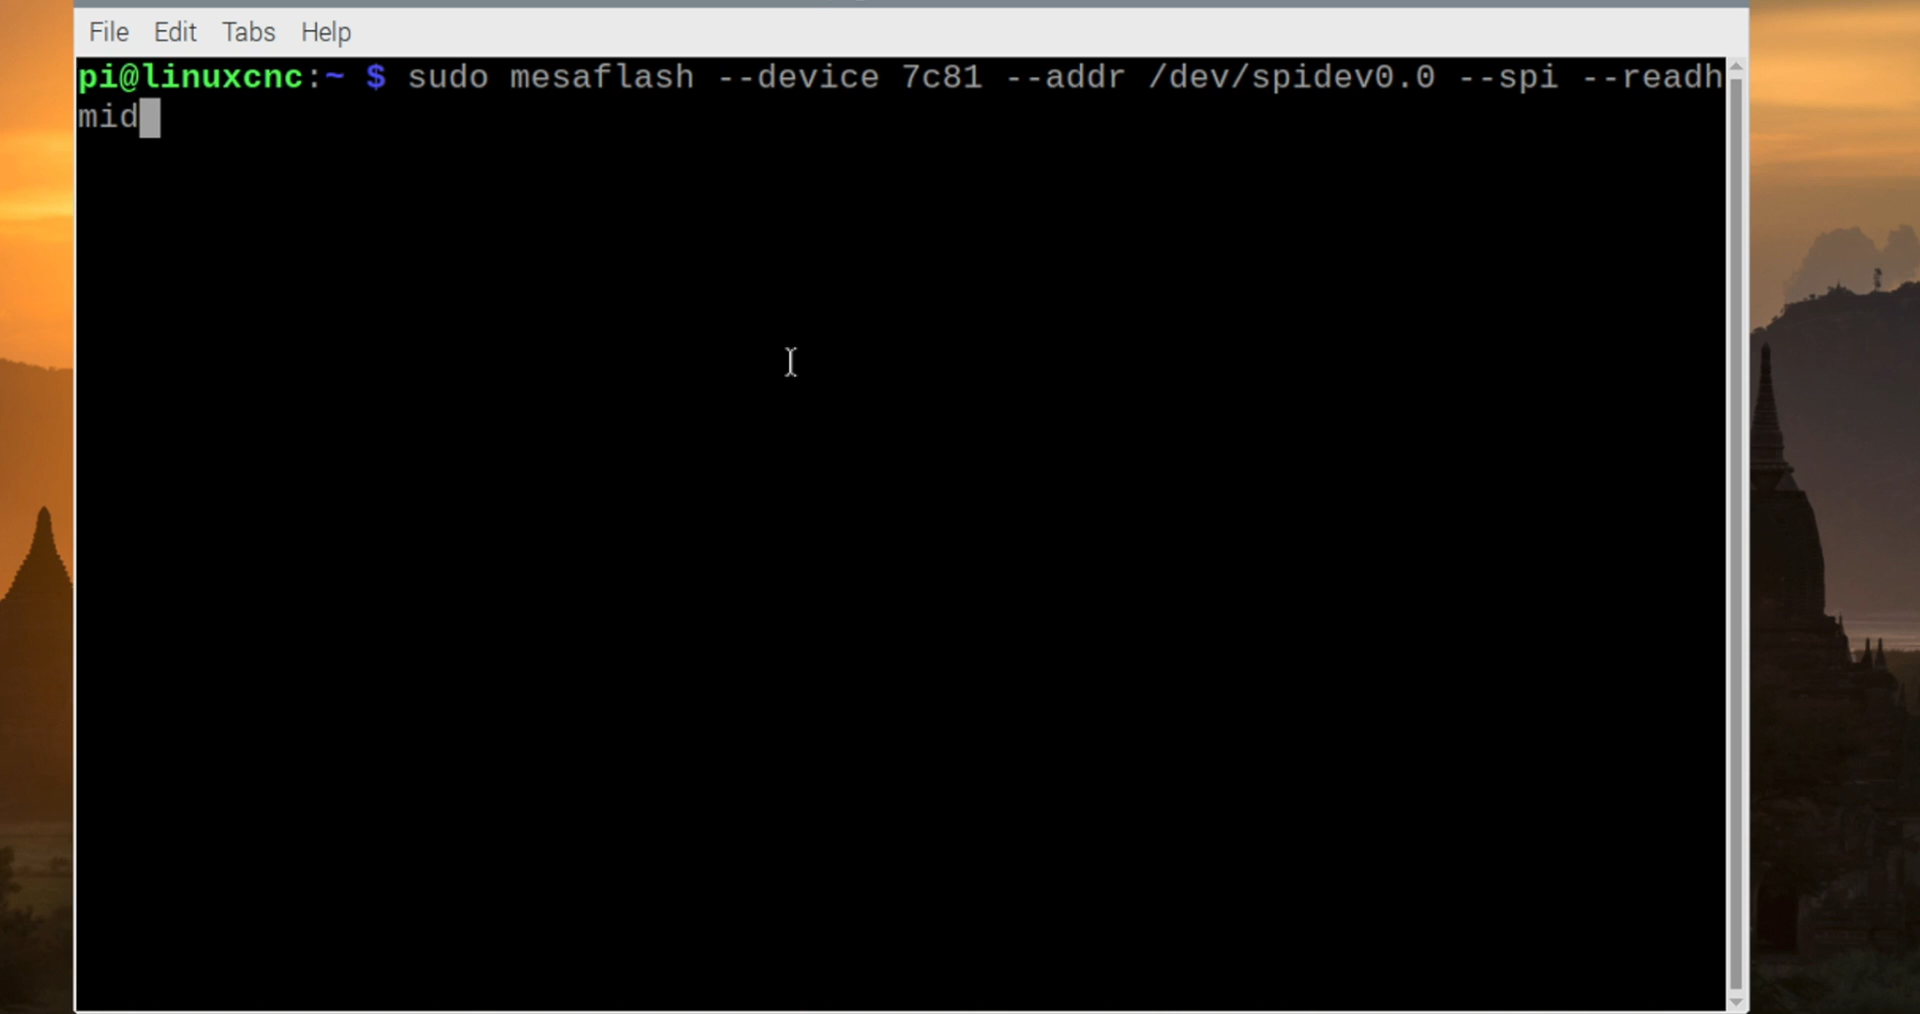 File Edit Tabs Help
pi@linuxcnc:~ $ sudo mesaflash --device 7c81 --addr /dev/spidev0.0 --spi --readh
mid